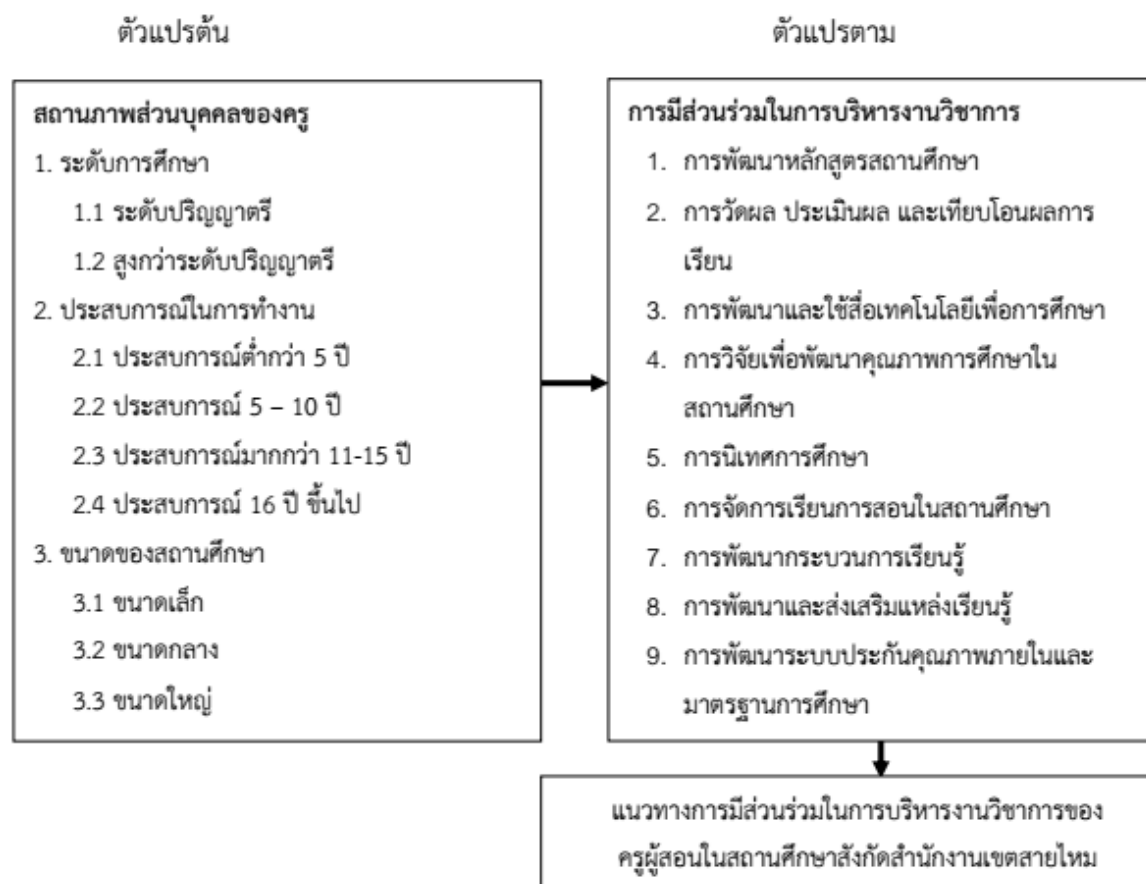 ตัวแปรต้น
ตัวแปรตาม
สถานภาพส่วนบุคคลของครู
1. ระดับการศึกษา
1.1 ระดับปริญญาตรี
1.2 สูงกว่าระดับปริญญาตรี
2. ประสบการณ์ในการทำงาน
2.1 ประสบการณ์ต่ำกว่า 5 ปี
2.2 ประสบการณ์ 5 – 10 ปี
2.3 ประสบการณ์มากกว่า 11-15 ปี
2.4 ประสบการณ์ 16 ปี ขึ้นไป
3. ขนาดของสถานศึกษา
3.1 ขนาดเล็ก
3.2 ขนาดกลาง
3.3 ขนาดใหญ่
การมีส่วนร่วมในการบริหารงานวิชาการ
1. การพัฒนาหลักสูตรสถานศึกษา
2. การวัดผล ประเมินผล และเทียบโอนผลการ
เรียน
3. การพัฒนาและใช้สื่อเทคโนโลยีเพื่อการศึกษา
4. การวิจัยเพื่อพัฒนาคุณภาพการศึกษาใน
สถานศึกษา
5. การนิเทศการศึกษา
6. การจัดการเรียนการสอนในสถานศึกษา
7. การพัฒนากระบวนการเรียนรู้
8. การพัฒนาและส่งเสริมแหล่งเรียนรู้
9. การพัฒนาระบบประกันคุณภาพภายในและ
มาตรฐานการศึกษา
แนวทางการมีส่วนร่วมในการบริหารงานวิชาการของ
ครูผู้สอนในสถานศึกษาสังกัดสำนักงานเขตสายไหม